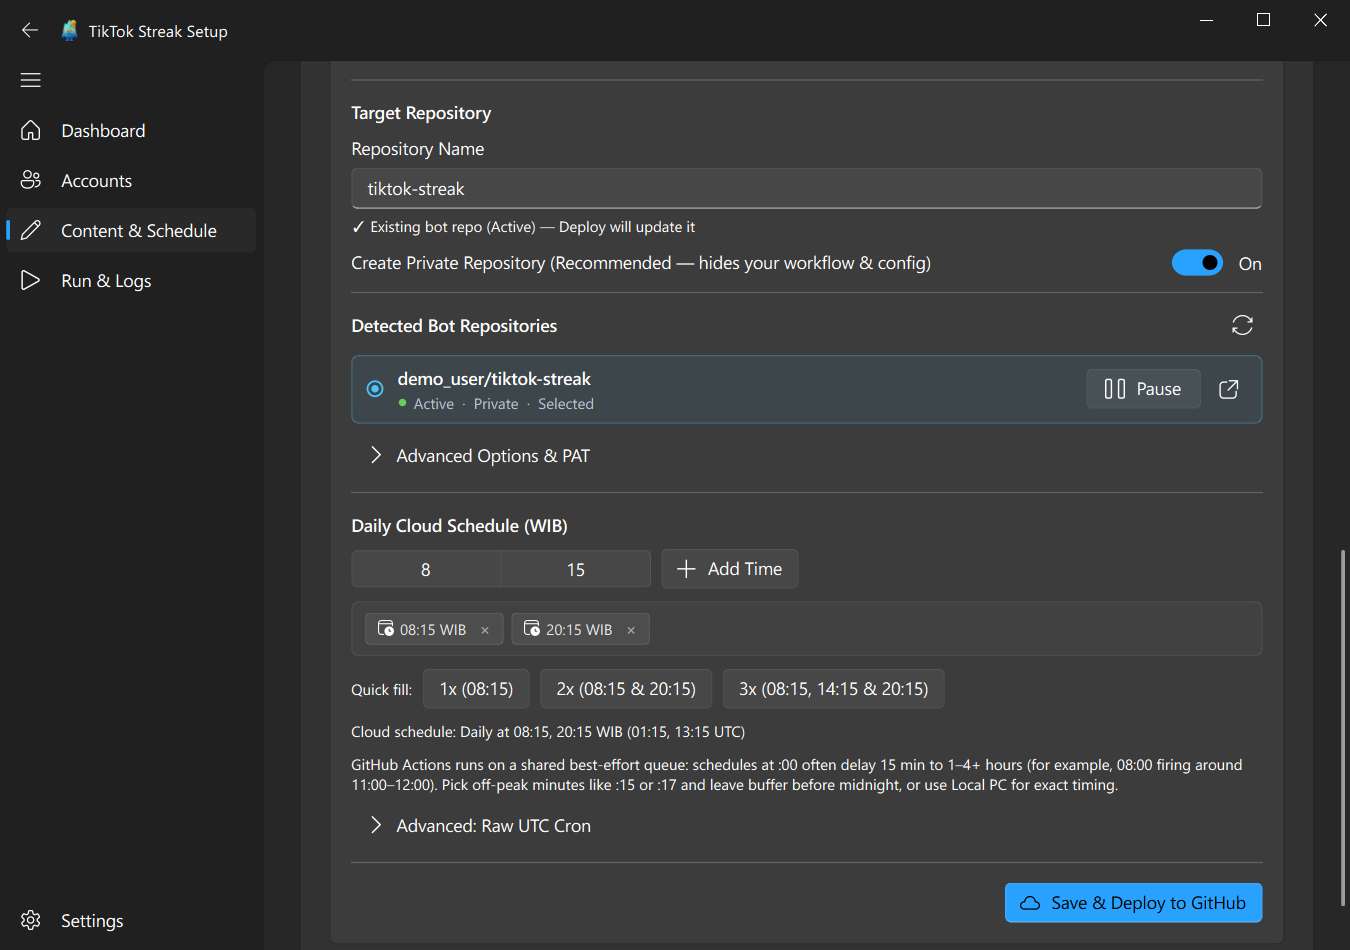 TikTok Streak Setup
Dashboard
Accounts
Content & Schedule
Run & Logs
Settings
Target Repository
Repository Name
tiktok-streak
✓ Existing bot repo (Active) — Deploy will update it
Create Private Repository (Recommended — hides your workflow & config)
On
Detected Bot Repositories
demo_user/tiktok-streak
Active · Private · Selected
Pause
Advanced Options & PAT
Daily Cloud Schedule (WIB)
8 15 Add Time
08:15 WIB × 20:15 WIB ×
Quick fill: 1x (08:15) 2x (08:15 & 20:15) 3x (08:15, 14:15 & 20:15)
Cloud schedule: Daily at 08:15, 20:15 WIB (01:15, 13:15 UTC)
GitHub Actions runs on a shared best-effort queue: schedules at :00 often delay 15 min to 1–4+ hours (for example, 08:00 firing around
11:00–12:00). Pick off-peak minutes like :15 or :17 and leave buffer before midnight, or use Local PC for exact timing.
Advanced: Raw UTC Cron
Save & Deploy to GitHub